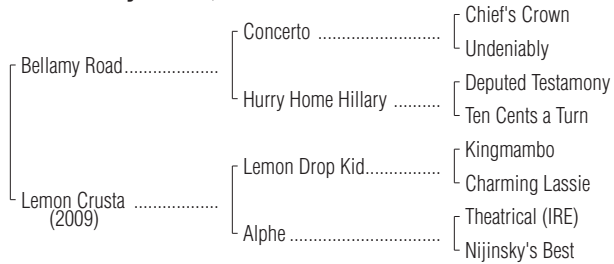 Chief's Crown
Concerto ........................
Undeniably
Bellamy Road...................
Deputed Testamony
Hurry Home Hillary ..........
Ten Cents a Turn
Kingmambo
Lemon Drop Kid...............
Charming Lassie
Lemon Crusta .................
(2009)
Theatrical (IRE)
Alphe ..............................
Nijinsky's Best